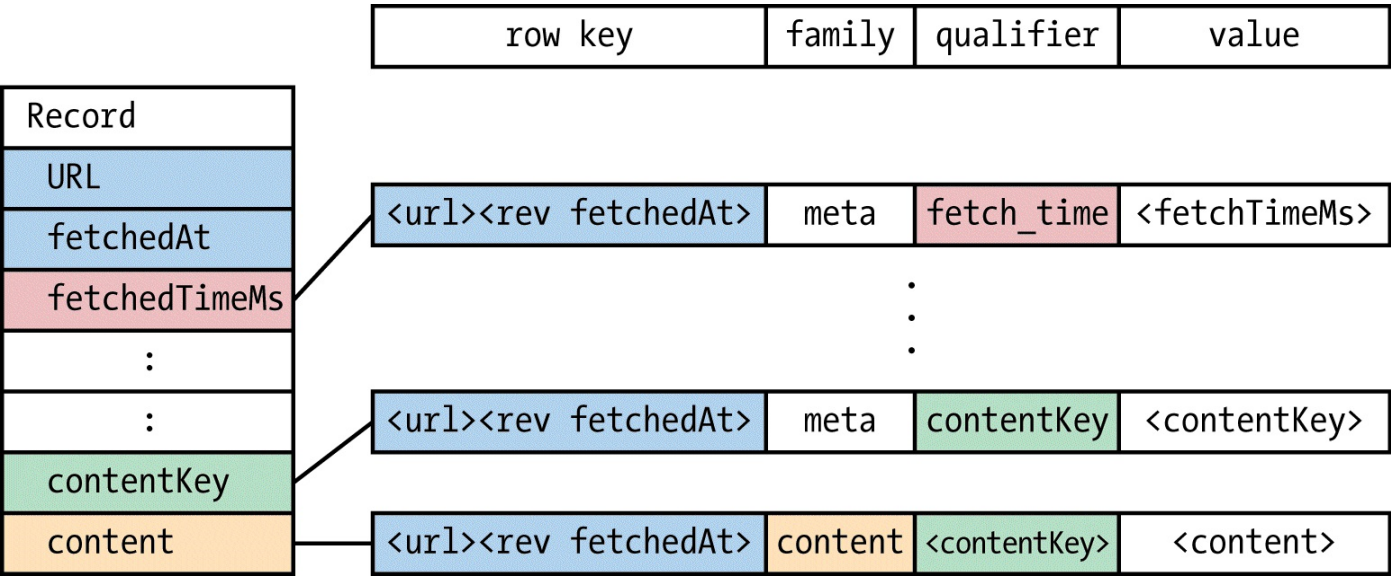 row key family qualifier value
Record
URL
<url><rev fetchedAt> meta fetch_time <fetchTimeMs>
fetchedAt
fetchedTimeMs
:
.
.
.
:
<url><rev fetchedAt> meta contentKey <contentKey>
contentKey
content <url><rev fetchedAt> content <contentKey> <content>